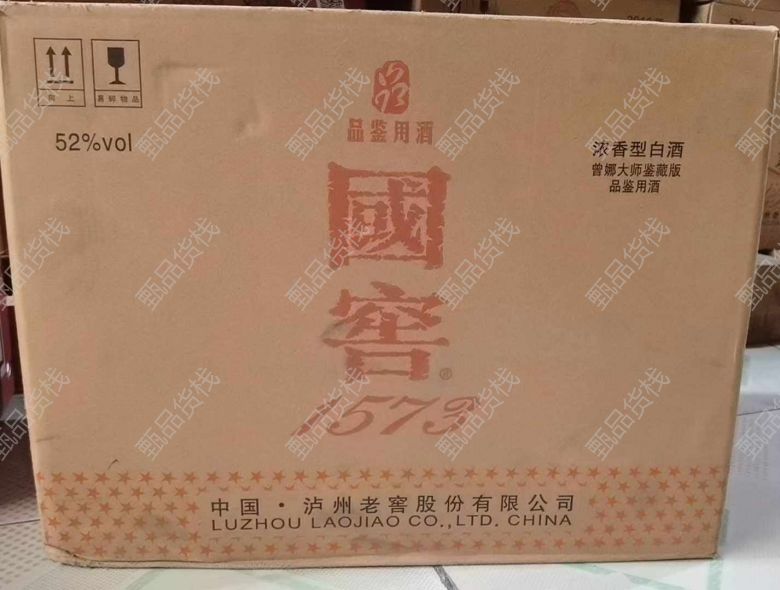 向上
易碎物品
52%vol
品鉴用酒
浓香型白酒
曾娜大师鉴藏版
品鉴用酒
國
窖
®
1573
中国·泸州老窖股份有限公司
LUZHOU LAOJIAO CO.,LTD. CHINA
甄品货栈